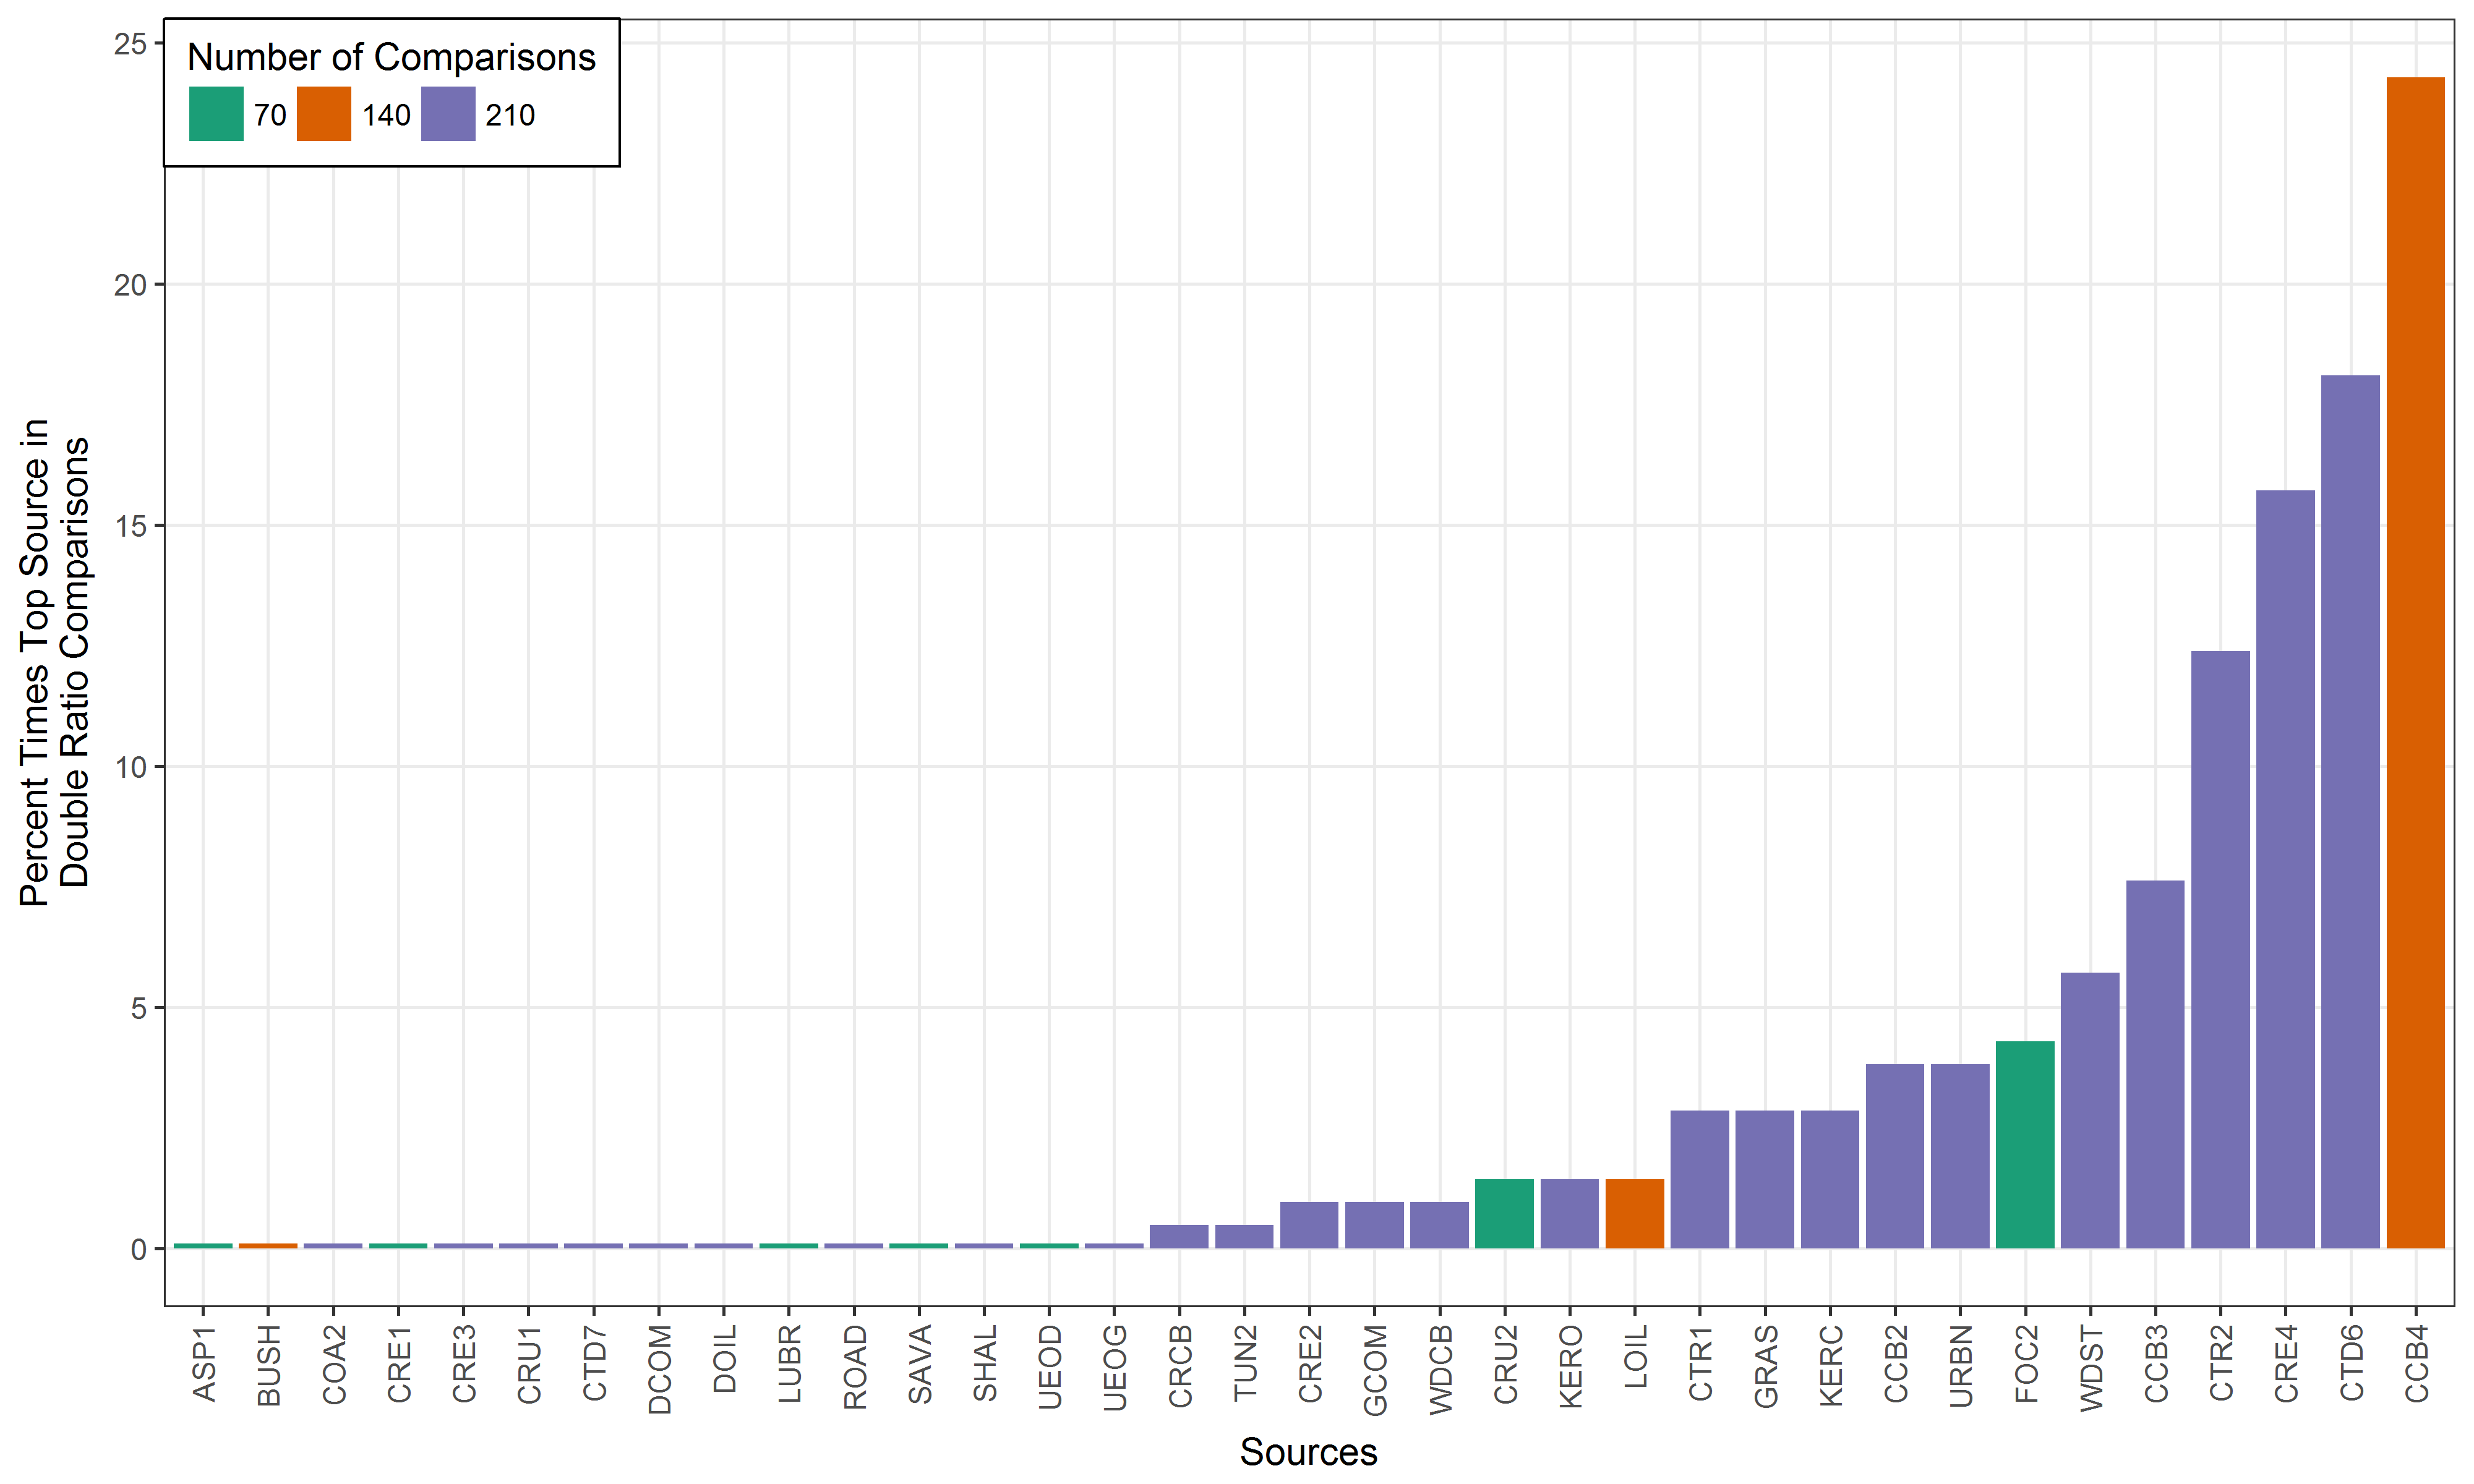 Number of Comparisons
70 140 210
Percent Times Top Source in
Double Ratio Comparisons
25
20
15
10
5
0
ASP1 BUSH COA2 CRE1 CRE3 CRU1 CTD7 DCOM DOIL LUBR ROAD SAVA SHAL UEOD UEOG CRCB TUN2 CRE2 GCOM WDCB CRU2 KERO LOIL CTR1 GRAS KERC CCB2 URBN FOC2 WDST CCB3 CTR2 CRE4 CTD6 CCB4
Sources